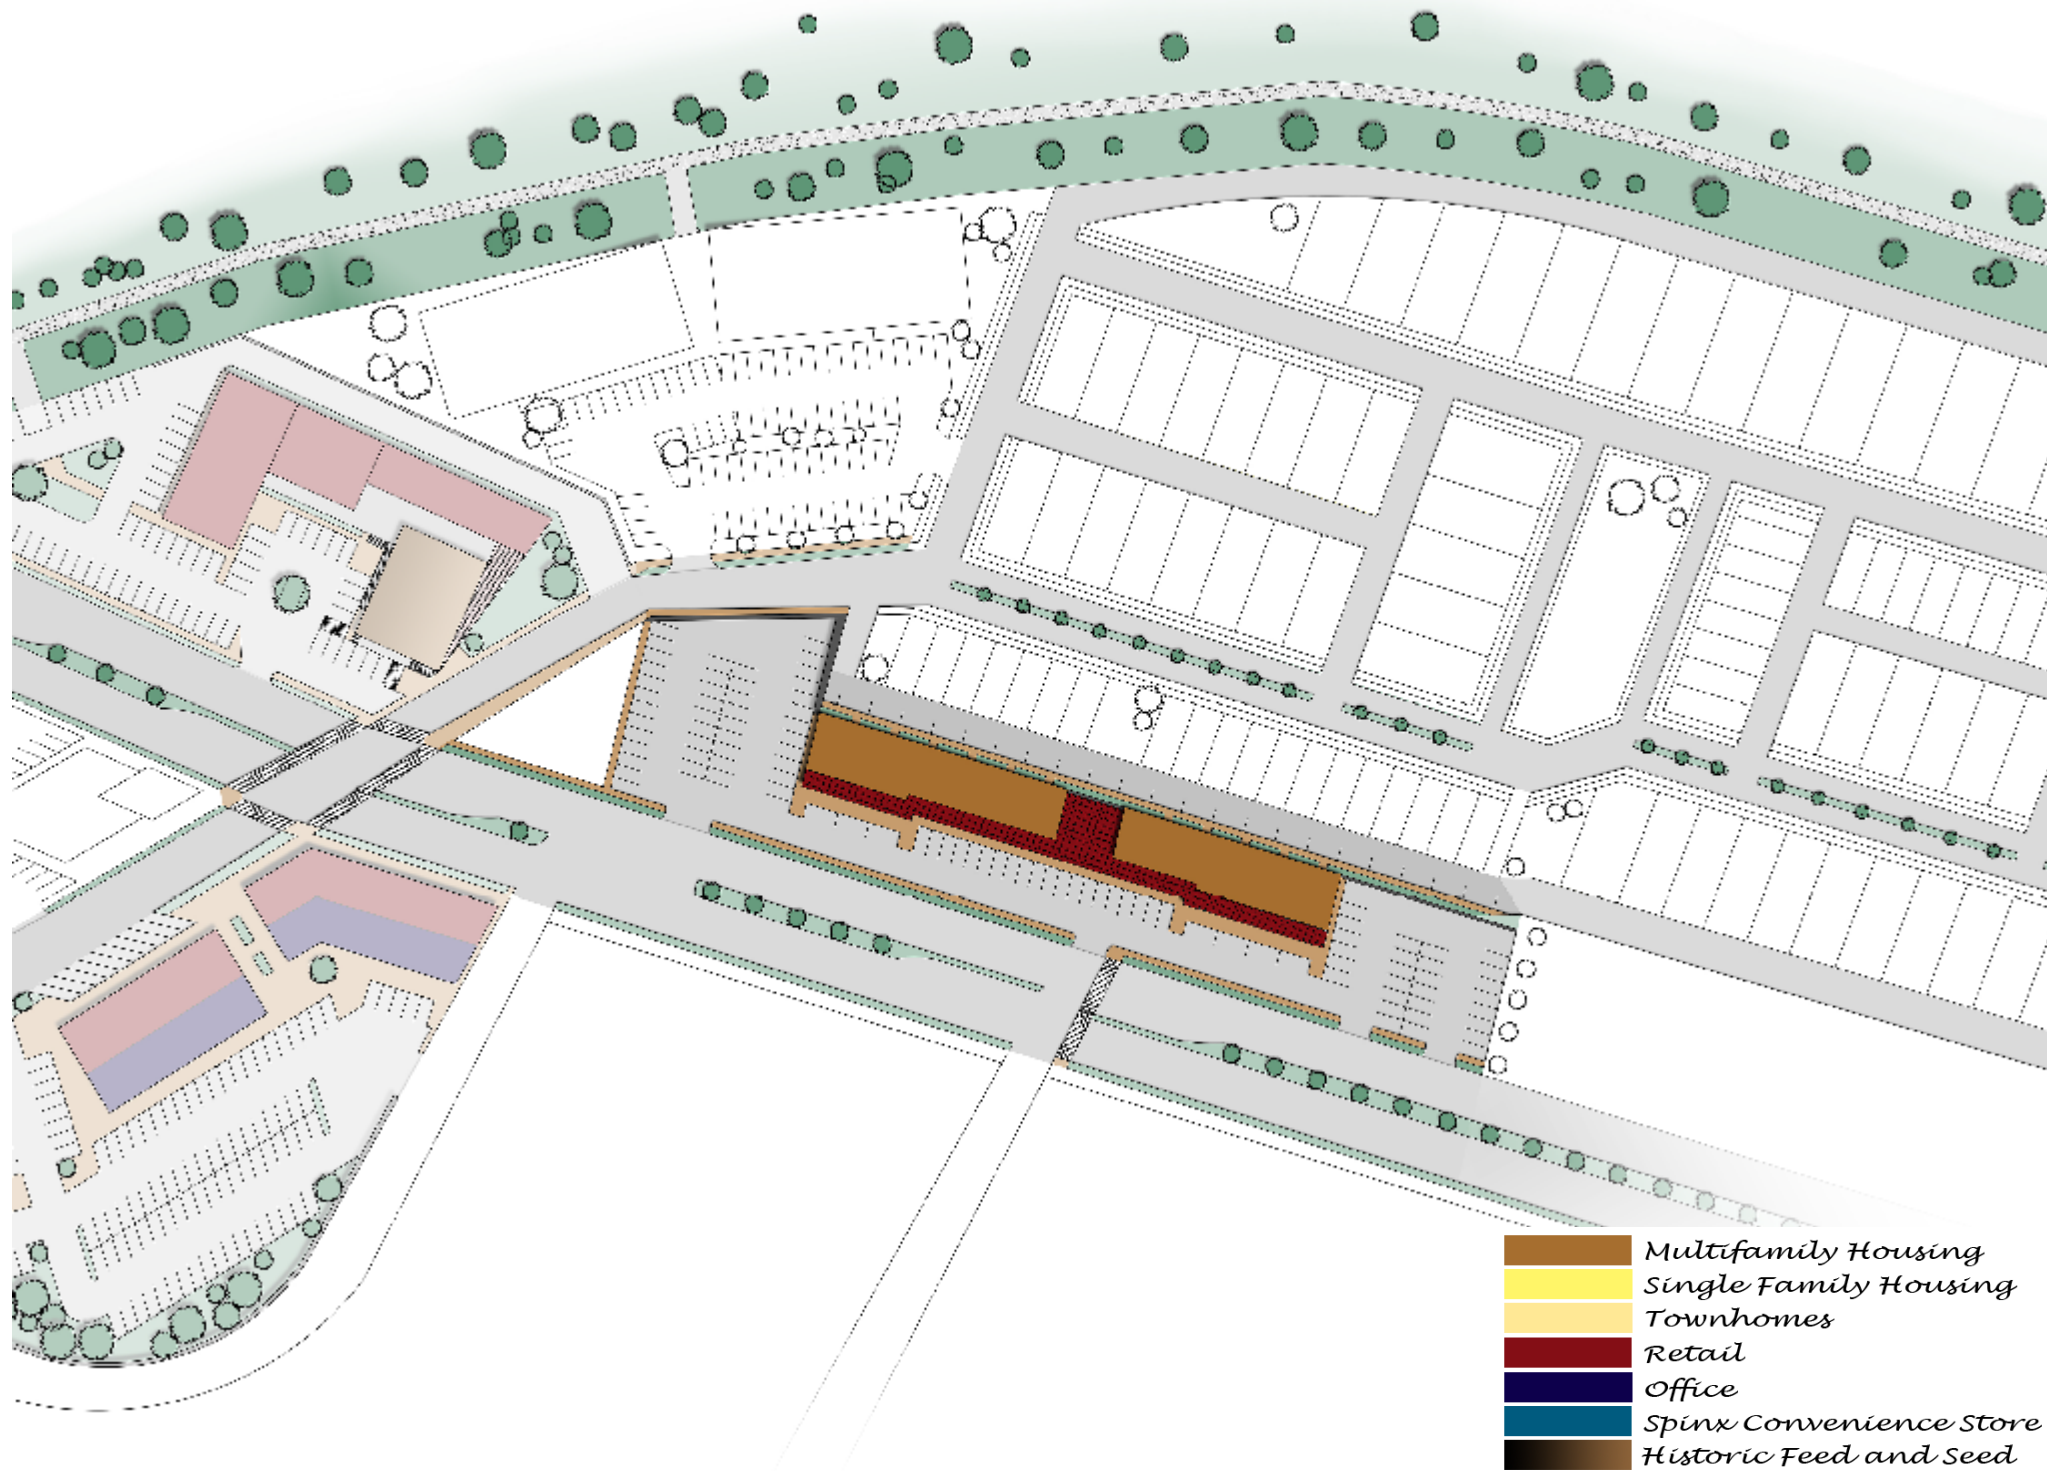 Multifamily Housing
Single Family Housing
Townhomes
Retail
Office
Spinx Convenience Store
Historic Feed and Seed